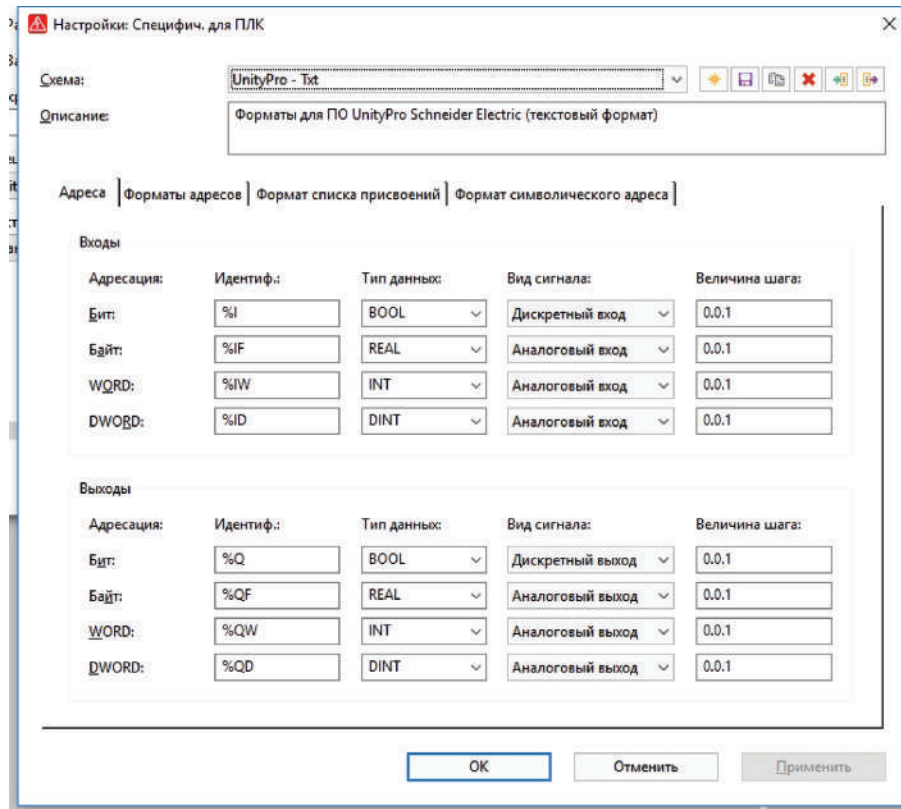 Настройки: Специфич. для ПЛК
Схема: UnityPro - Txt
Описание: Форматы для ПО UnityPro Schneider Electric (текстовый формат)
Адреса Форматы адресов Формат списка присвоений Формат символического адреса
Входы
Адресация: Идентиф.: Тип данных: Вид сигнала: Величина шага:
Бит: %I BOOL Дискретный вход 0.0.1
Байт: %IF REAL Аналоговый вход 0.0.1
WORD: %IW INT Аналоговый вход 0.0.1
DWORD: %ID DINT Аналоговый вход 0.0.1
Выходы
Адресация: Идентиф.: Тип данных: Вид сигнала: Величина шага:
Бит: %Q BOOL Дискретный выход 0.0.1
Байт: %QF REAL Аналоговый выход 0.0.1
WORD: %QW INT Аналоговый выход 0.0.1
DWORD: %QD DINT Аналоговый выход 0.0.1
OK Отменить Применить